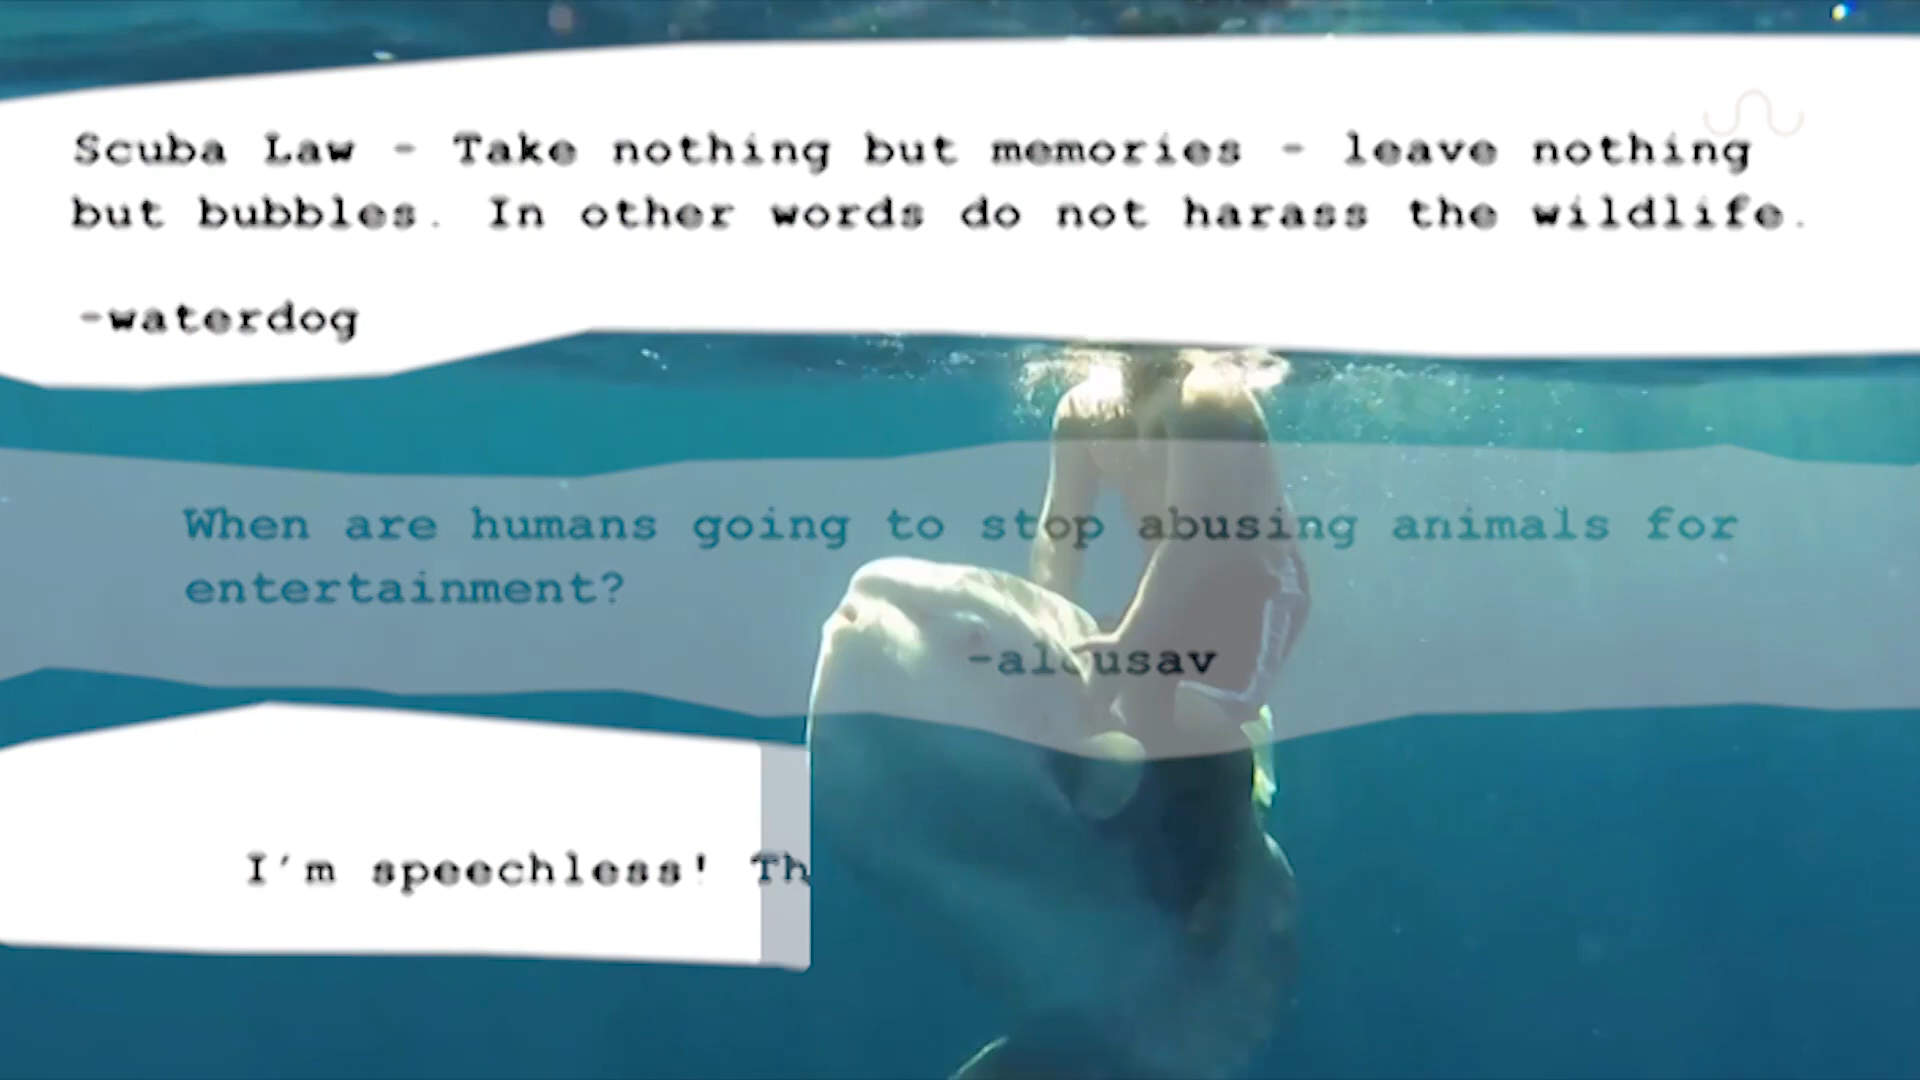 Scuba Law - Take nothing but memories - leave nothing
but bubbles. In other words do not harass the wildlife.
-waterdog
When are humans going to stop abusing animals for
entertainment?
I'm speechless! Th